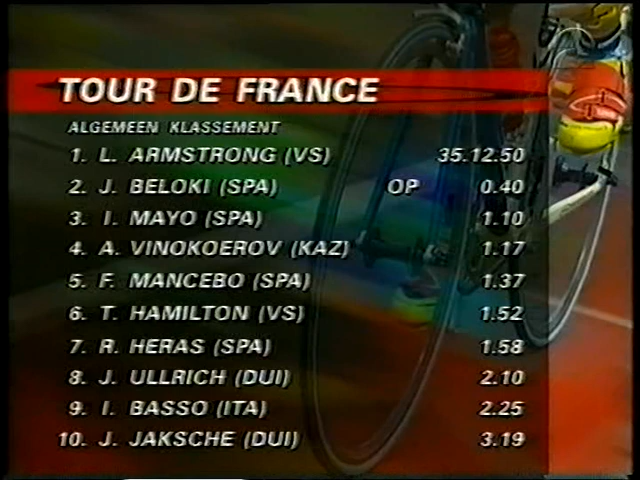 TOUR DE FRANCE
ALGEMEEN KLASSEMENT
1. L. ARMSTRONG (VS) 35.12.50
2. J. BELOKI (SPA) OP 0.40
3. I. MAYO (SPA) 1.10
4. A. VINOKOEROV (KAZ) 1.17
5. F. MANCEBO (SPA) 1.37
6. T. HAMILTON (VS) 1.52
7. R. HERAS (SPA) 1.58
8. J. ULLRICH (DUI) 2.10
9. I. BASSO (ITA) 2.25
10. J. JAKSCHE (DUI) 3.19